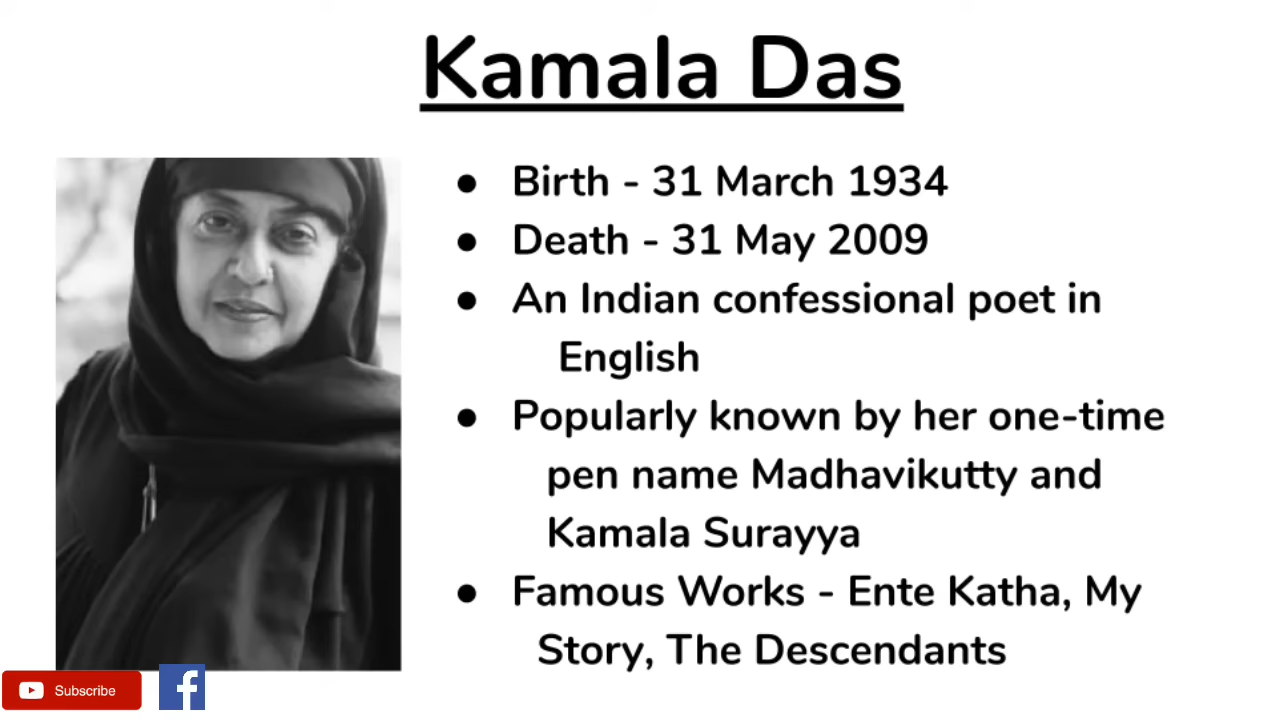 Kamala Das
● Birth - 31 March 1934
● Death - 31 May 2009
● An Indian confessional poet in
English
● Popularly known by her one-time
pen name Madhavikutty and
Kamala Surayya
● Famous Works - Ente Katha, My
Story, The Descendants
Subscribe
f